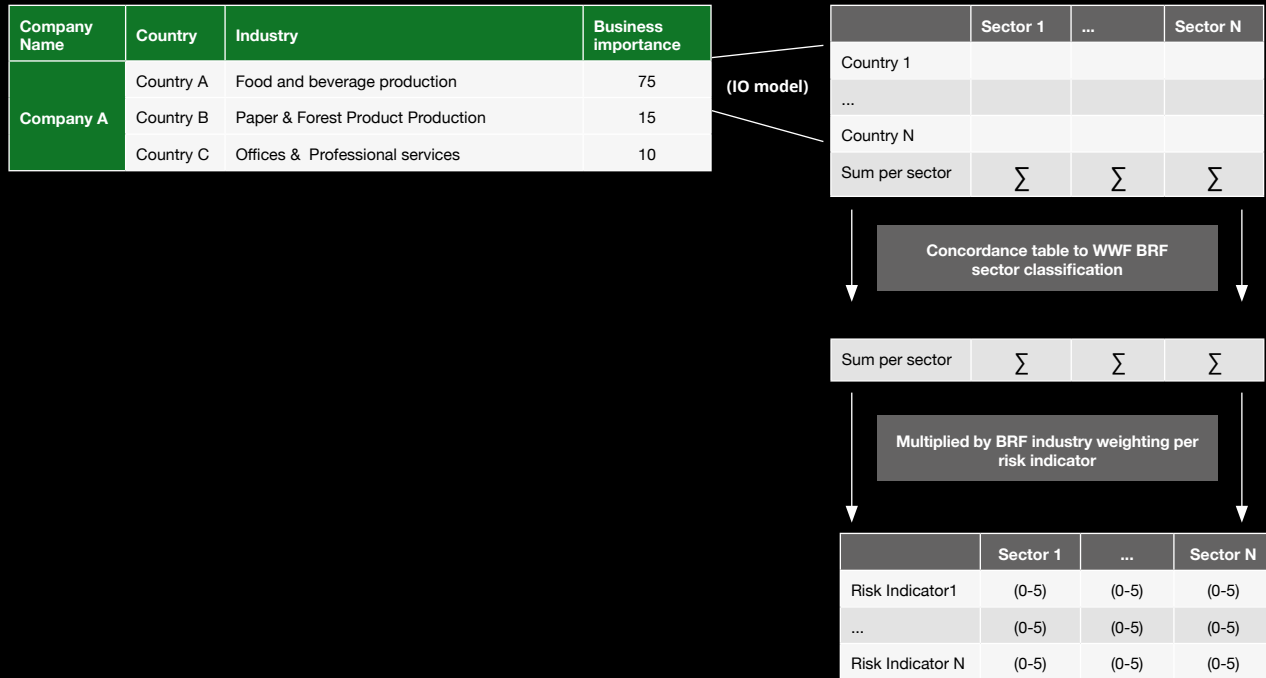 Company Name Country Industry Business importance
Company A
Country A Food and beverage production 75
Country B Paper & Forest Product Production 15
Country C Offices & Professional services 10
(IO model)
Sector 1 ... Sector N
Country 1
...
Country N
Sum per sector ∑ ∑ ∑
Concordance table to WWF BRF
sector classification
Sum per sector ∑ ∑ ∑
Multiplied by BRF industry weighting per
risk indicator
Sector 1 ... Sector N
Risk Indicator1 (0-5) (0-5) (0-5)
... (0-5) (0-5) (0-5)
Risk Indicator N (0-5) (0-5) (0-5)